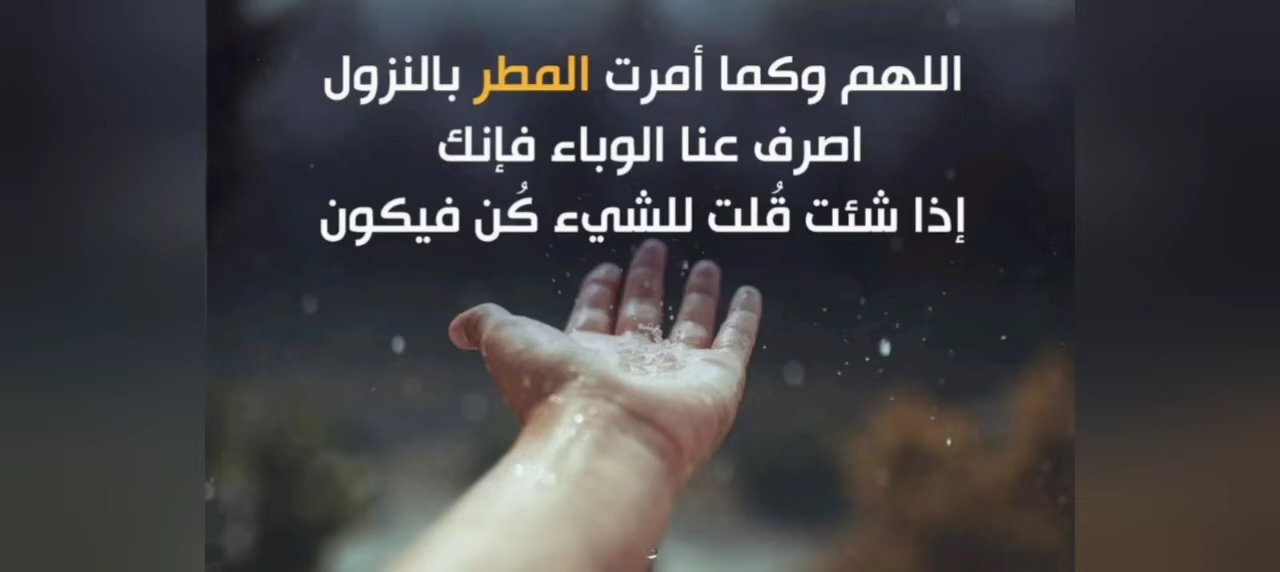 اللهم وكما أمرت المطر بالنزول
اصرف عنا الوباء فإنك
إذا شئت قُلت للشيء كُن فيكون